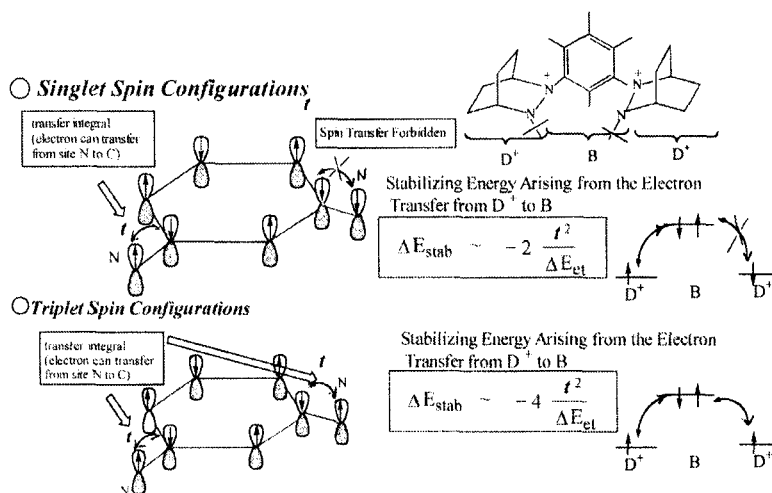 Singlet Spin Configurations
t
transfer integral
(electron can transfer
from site N to C)
Spin Transfer Forbidden
N
t
N
N
+
N
N
+
N
D+
B
D+
Stabilizing Energy Arising from the Electron
Transfer from D+ to B
ΔEstab ~ -2 t2
ΔEet
D+
B
D+
Triplet Spin Configurations
transfer integral
(electron can transfer
from site N to C)
t
N
t
N
Stabilizing Energy Arising from the Electron
Transfer from D+ to B
ΔEstab ~ -4 t2
ΔEet
D+
B
D+